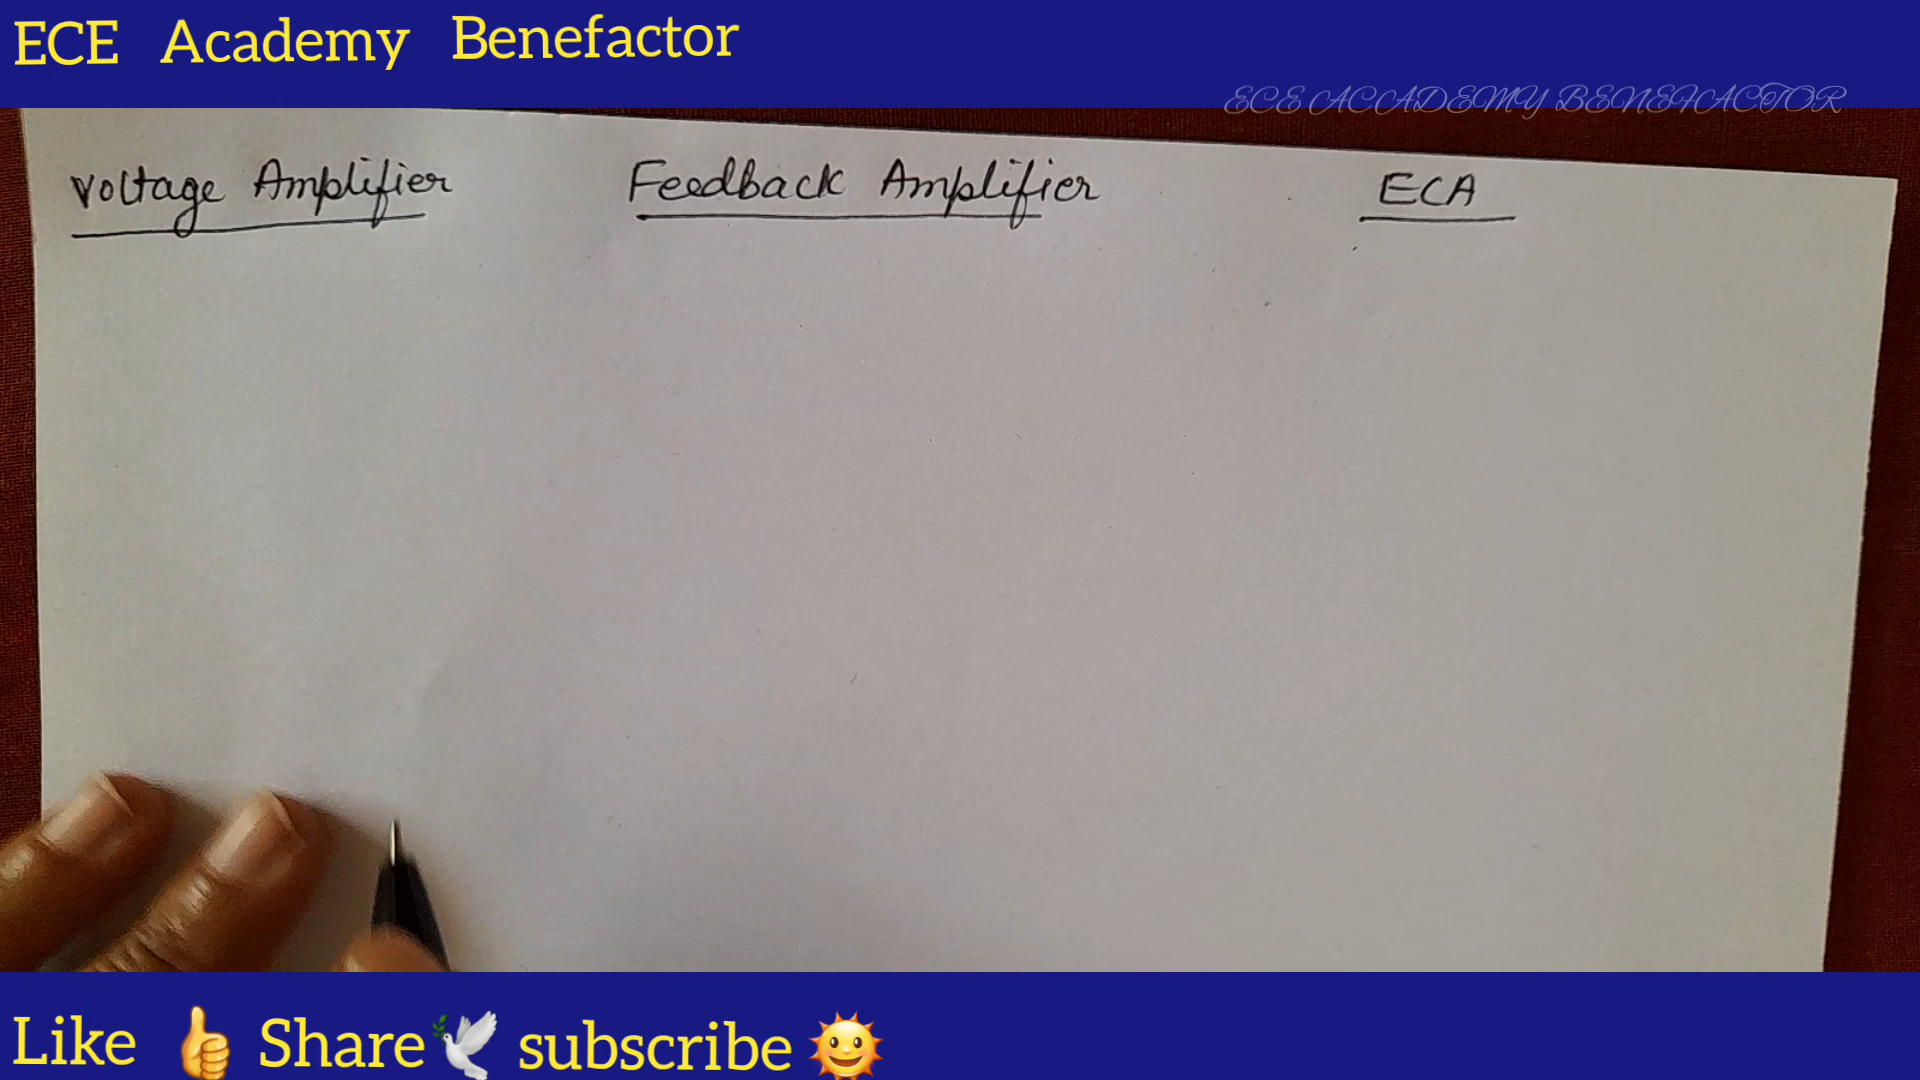 ECE Academy Benefactor
ECE ACCADEMY BENEFACTOR
Voltage Amplifier Feedback Amplifier ECA
Like 👍 Share 🕊 subscribe 🌞